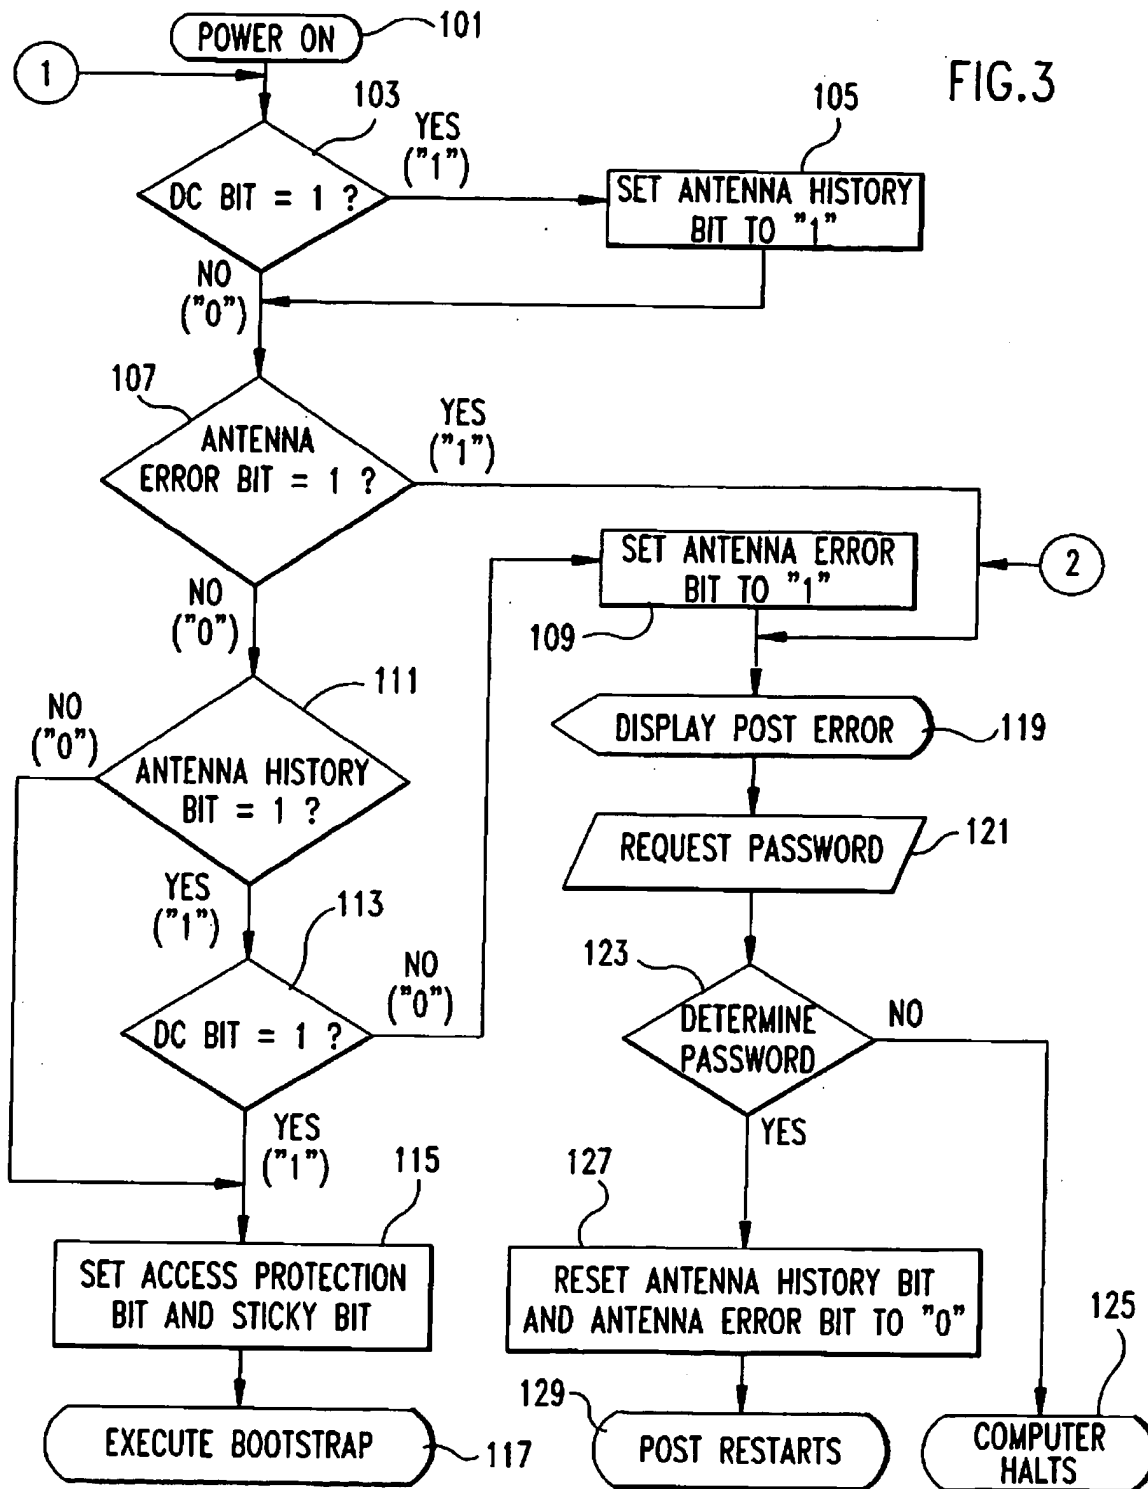 POWER ON
101
1
FIG.3
103
DC BIT = 1 ?
YES
("1")
105
SET ANTENNA HISTORY
BIT TO "1"
NO
("0")
107
ANTENNA
ERROR BIT = 1 ?
YES
("1")
SET ANTENNA ERROR
BIT TO "1"
109
2
NO
("0")
111
NO
("0")
ANTENNA HISTORY
BIT = 1 ?
DISPLAY POST ERROR
119
REQUEST PASSWORD
121
YES
("1")
113
DC BIT = 1 ?
NO
("0")
123
DETERMINE
PASSWORD
NO
YES
YES
("1")
115
SET ACCESS PROTECTION
BIT AND STICKY BIT
127
RESET ANTENNA HISTORY BIT
AND ANTENNA ERROR BIT TO "0"
125
EXECUTE BOOTSTRAP
117
129
POST RESTARTS
COMPUTER
HALTS